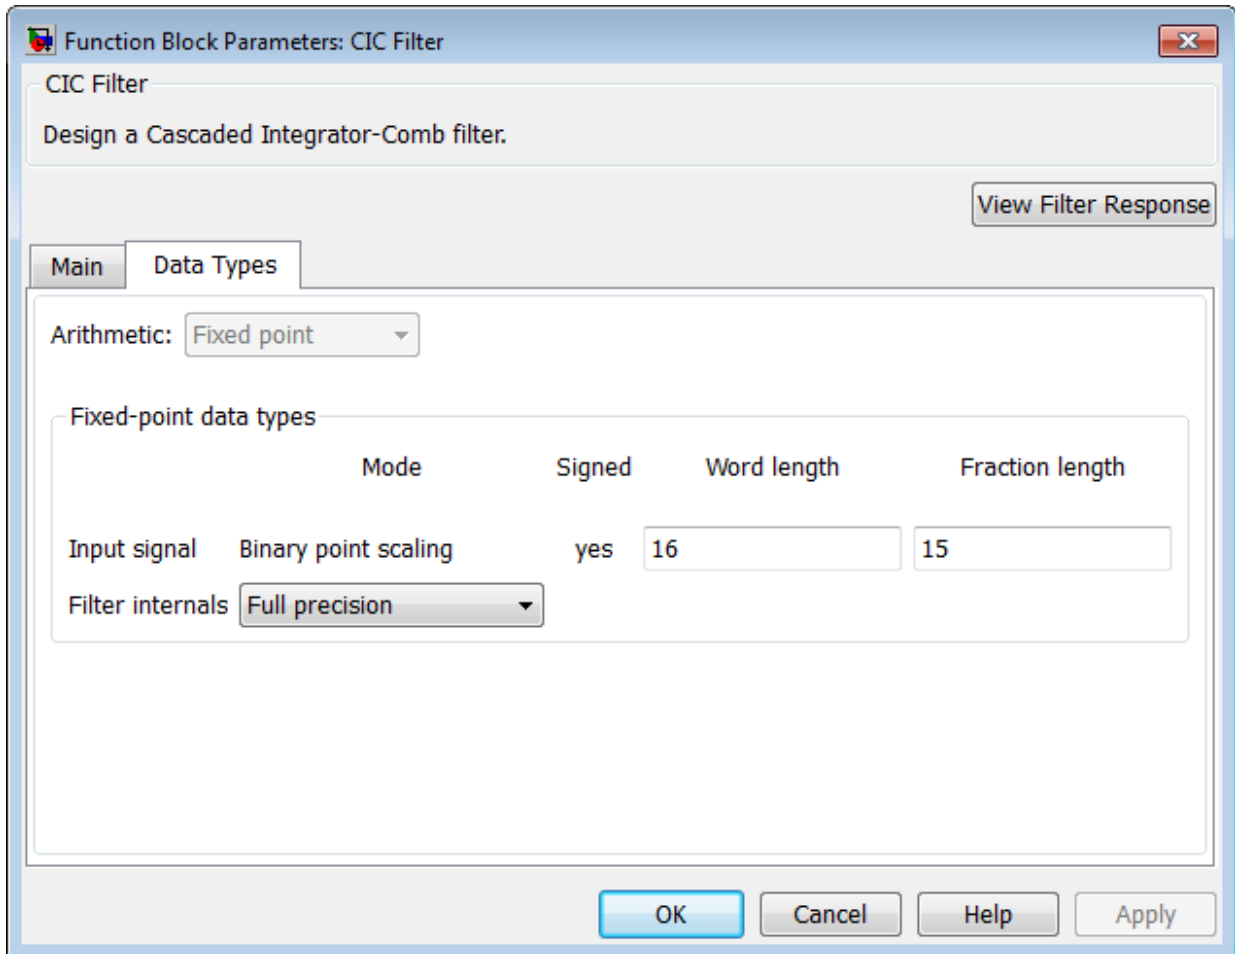 Function Block Parameters: CIC Filter
CIC Filter
Design a Cascaded Integrator-Comb filter.
View Filter Response
Main Data Types
Arithmetic: Fixed point
Fixed-point data types
Mode Signed Word length Fraction length
Input signal Binary point scaling yes 16 15
Filter internals Full precision
OK Cancel Help Apply